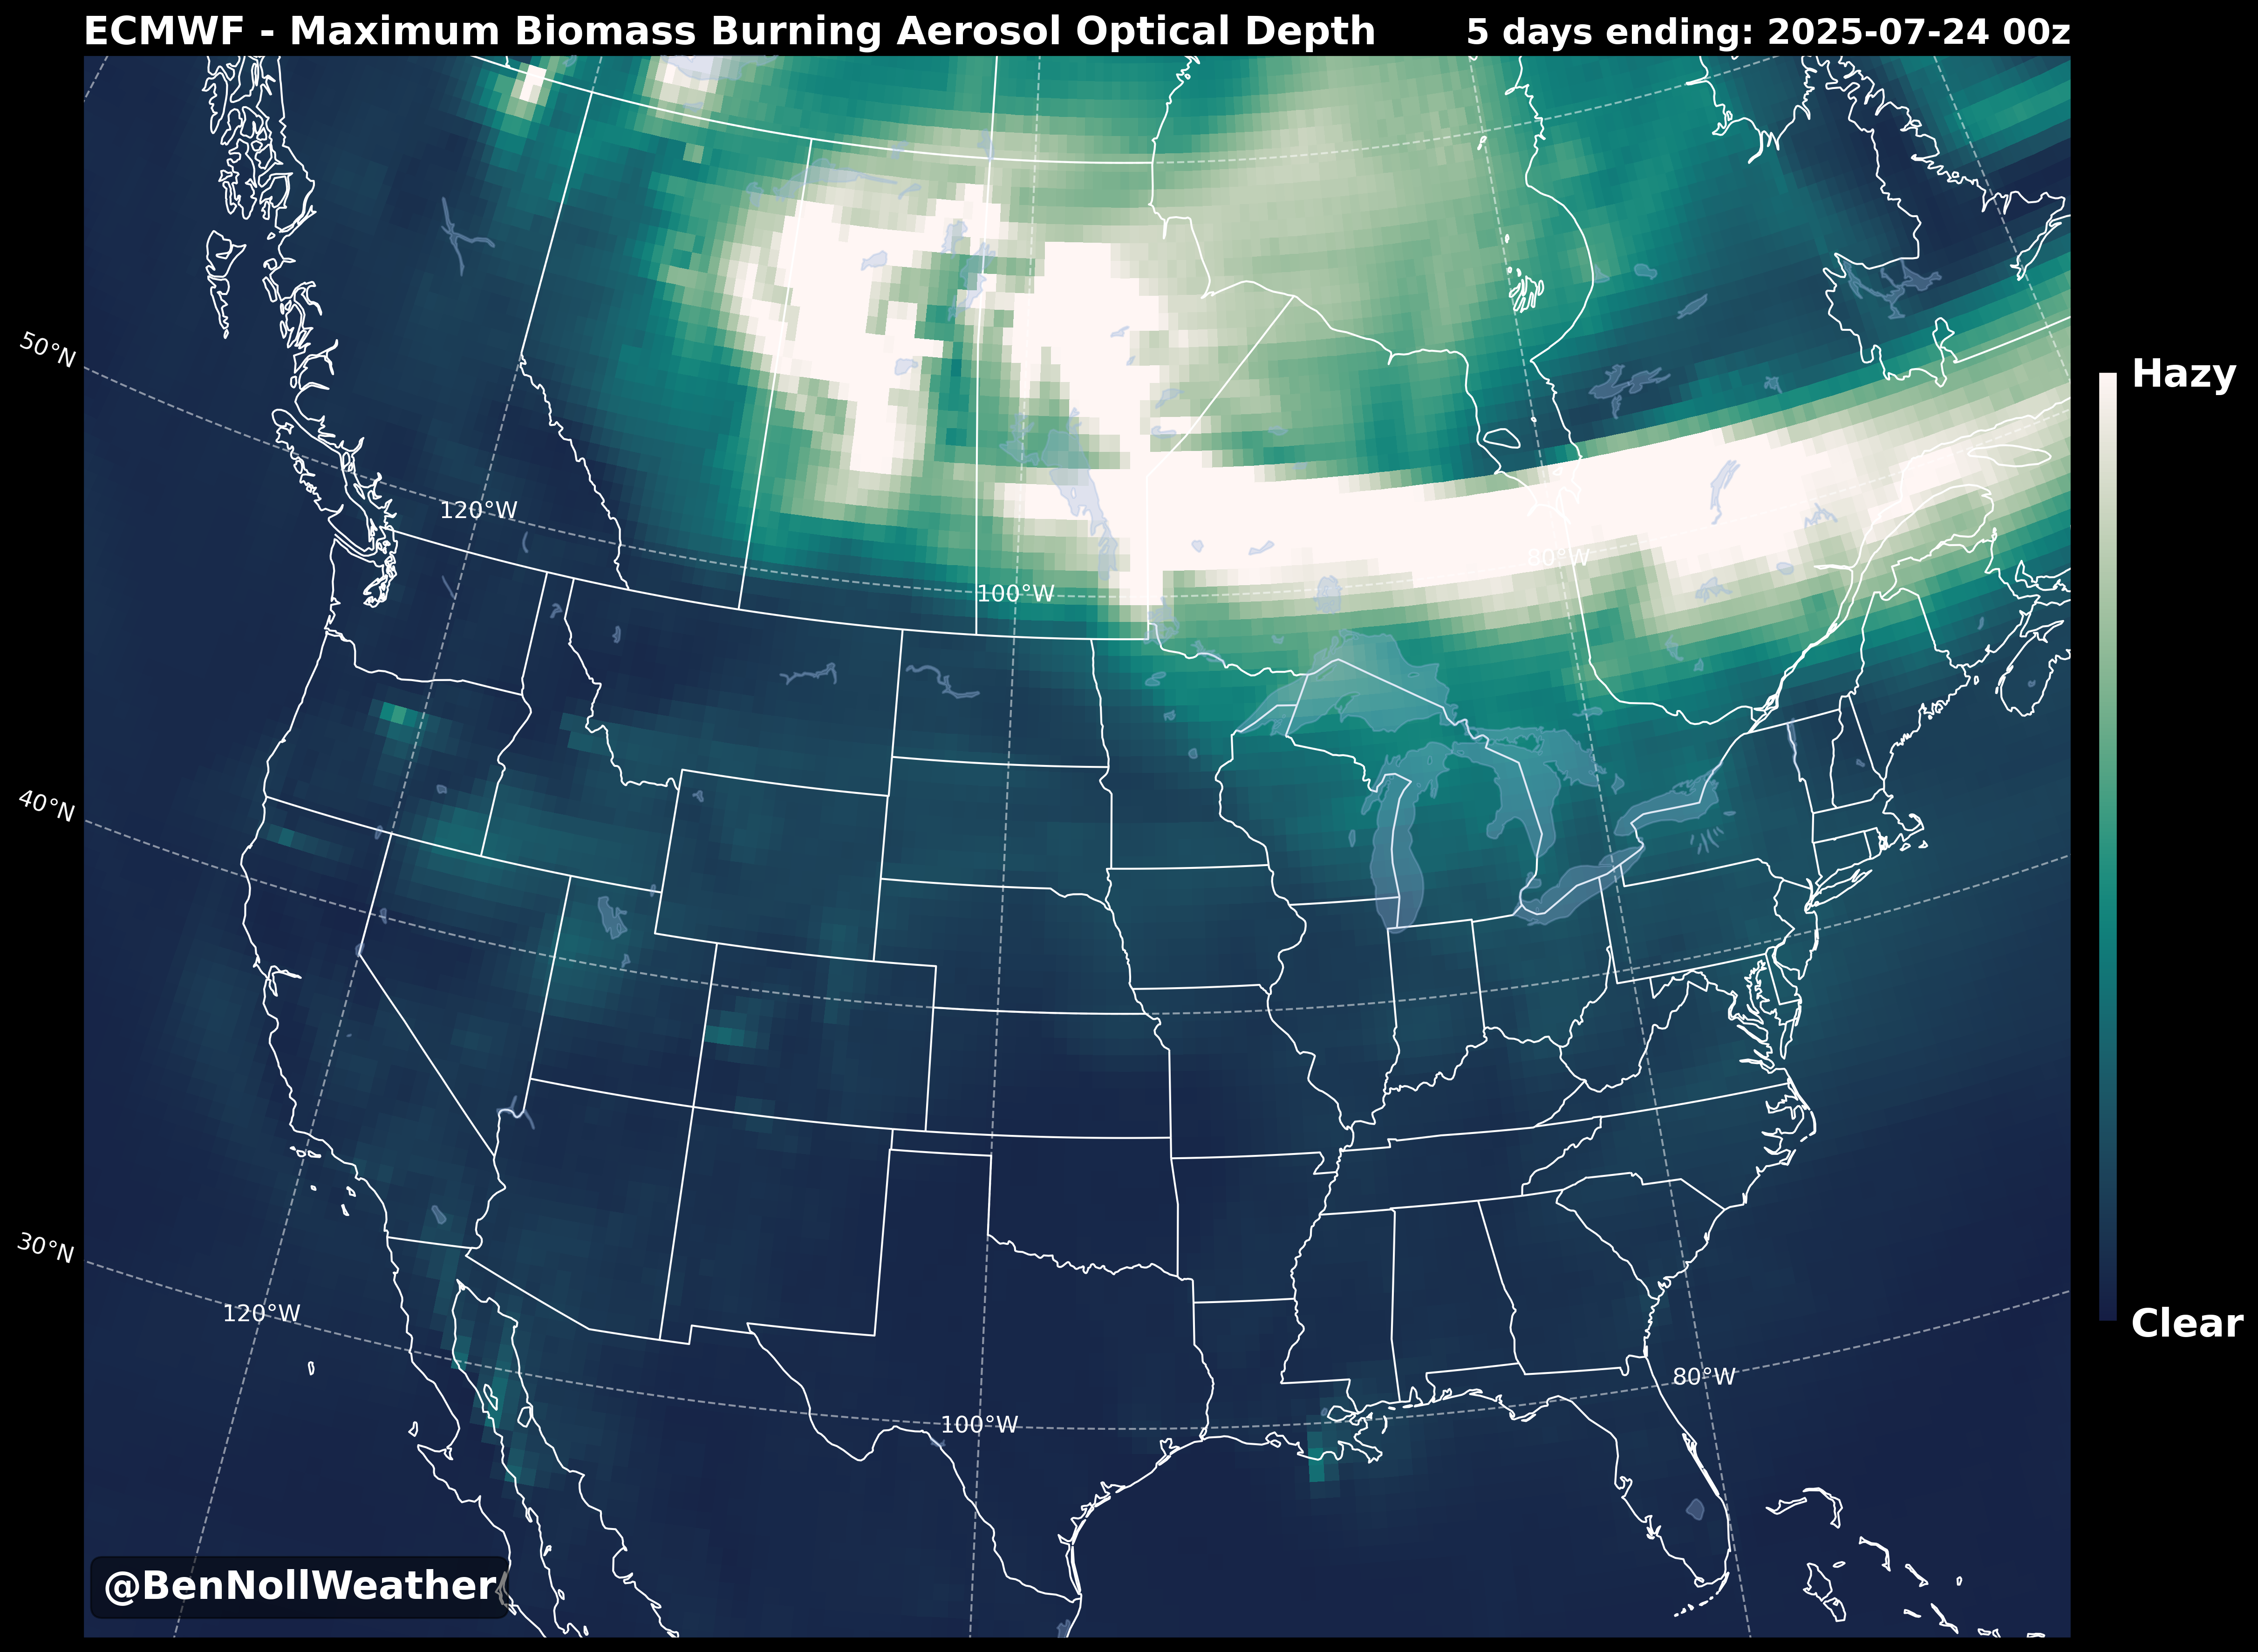 ECMWF - Maximum Biomass Burning Aerosol Optical Depth
5 days ending: 2025-07-24 00z
50°N
Hazy
120°W
80°W
100°W
40°N
30°N
120°W
Clear
80°W
100°W
@BenNollWeather